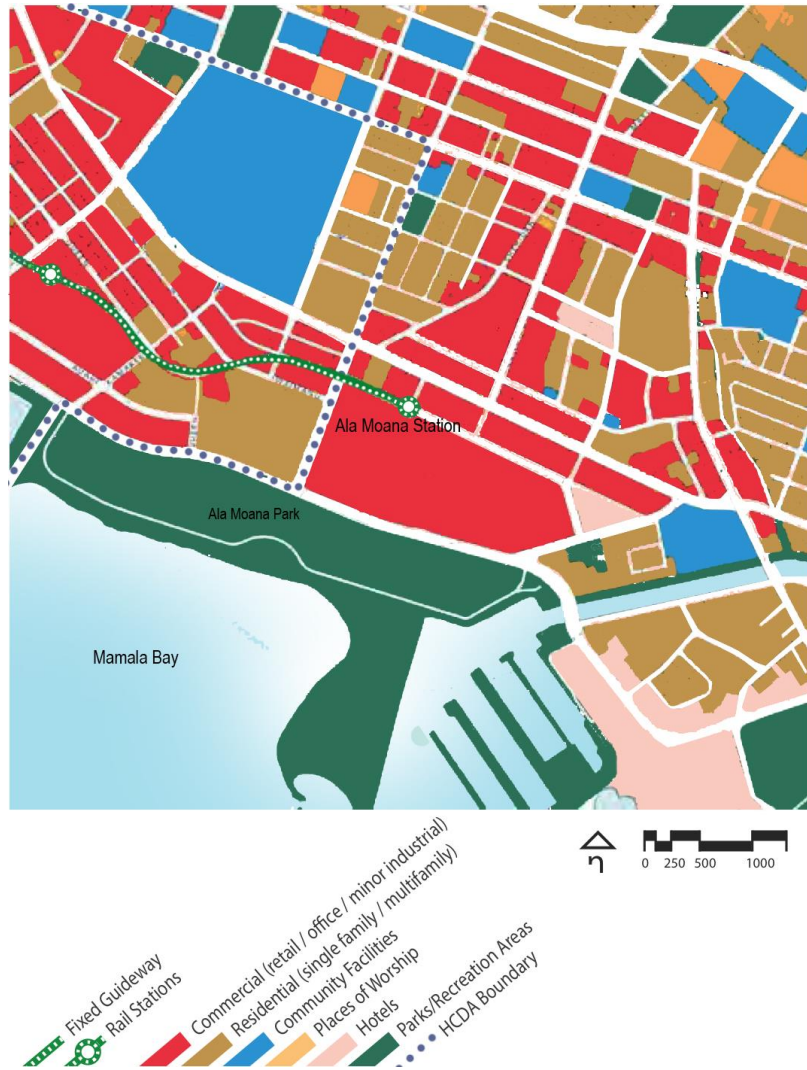 Ala Moana Station
Ala Moana Park
Mamala Bay
η
0 250 500 1000
Fixed Guideway
Rail Stations
Commercial (retail / office / minor industrial)
Residential (single family / multifamily)
Community Facilities
Places of Worship
Hotels
Parks/Recreation Areas
HCDA Boundary